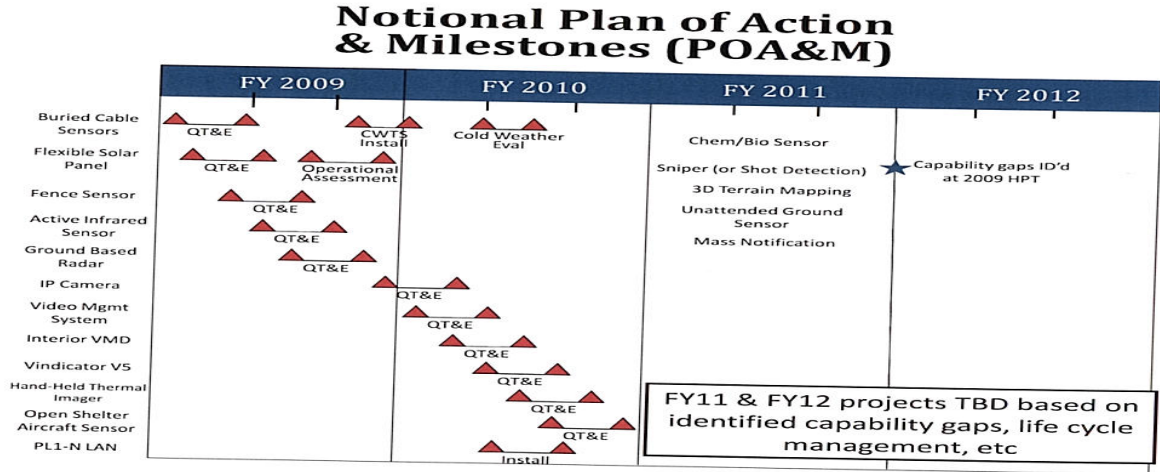 Notional Plan of Action
& Milestones (POA&M)
FY 2009
FY 2010
FY 2011
FY 2012
Buried Cable
Sensors
QT&E
CWTS
Install
Cold Weather
Eval
Flexible Solar
Panel
QT&E
Operational
Assessment
Fence Sensor
QT&E
Active Infrared
Sensor
QT&E
Ground Based
Radar
QT&E
IP Camera
QT&E
Video Mgmt
System
QT&E
Interior VMD
QT&E
Vindicator V5
QT&E
Hand-Held Thermal
Imager
QT&E
Open Shelter
Aircraft Sensor
QT&E
PL1-N LAN
Install
Chem/Bio Sensor
Sniper (or Shot Detection)
3D Terrain Mapping
Unattended Ground
Sensor
Mass Notification
Capability gaps ID'd
at 2009 HPT
FY11 & FY12 projects TBD based on
identified capability gaps, life cycle
management, etc